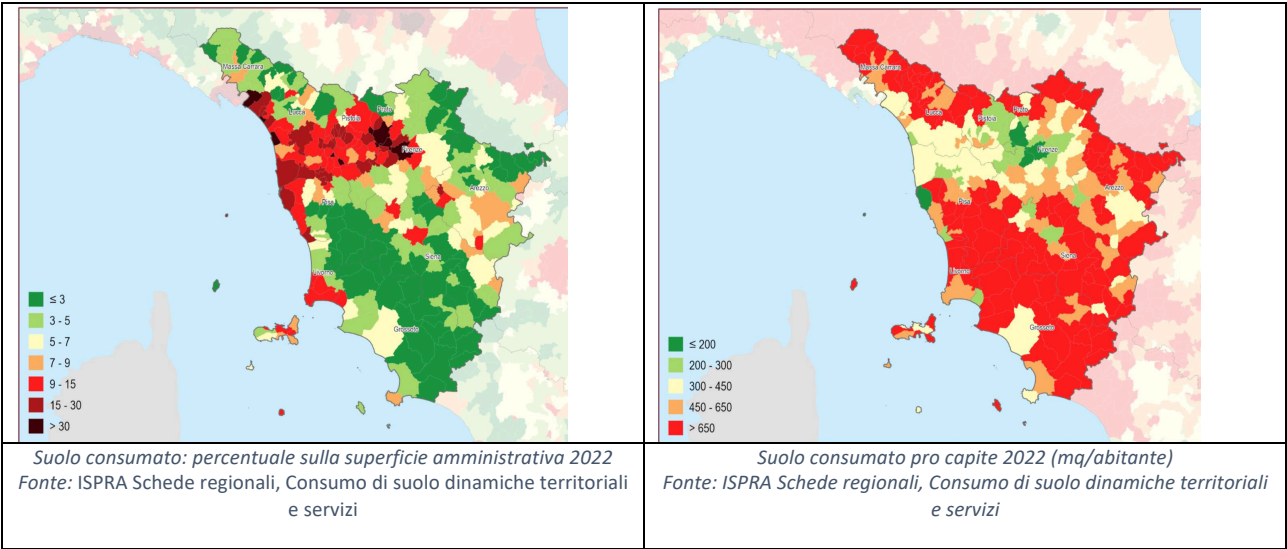 Massa Carrara
Lucca
Pistoia
Prato
Firenze
Pisa
Arezzo
Siena
Livorno
Grosseto
≤ 3
3 - 5
5 - 7
7 - 9
9 - 15
15 - 30
> 30
Suolo consumato: percentuale sulla superficie amministrativa 2022
Fonte: ISPRA Schede regionali, Consumo di suolo dinamiche territoriali
e servizi
Massa Carrara
Lucca
Pistoia
Prato
Firenze
Pisa
Arezzo
Siena
Livorno
Grosseto
≤ 200
200 - 300
300 - 450
450 - 650
> 650
Suolo consumato pro capite 2022 (mq/abitante)
Fonte: ISPRA Schede regionali, Consumo di suolo dinamiche territoriali
e servizi